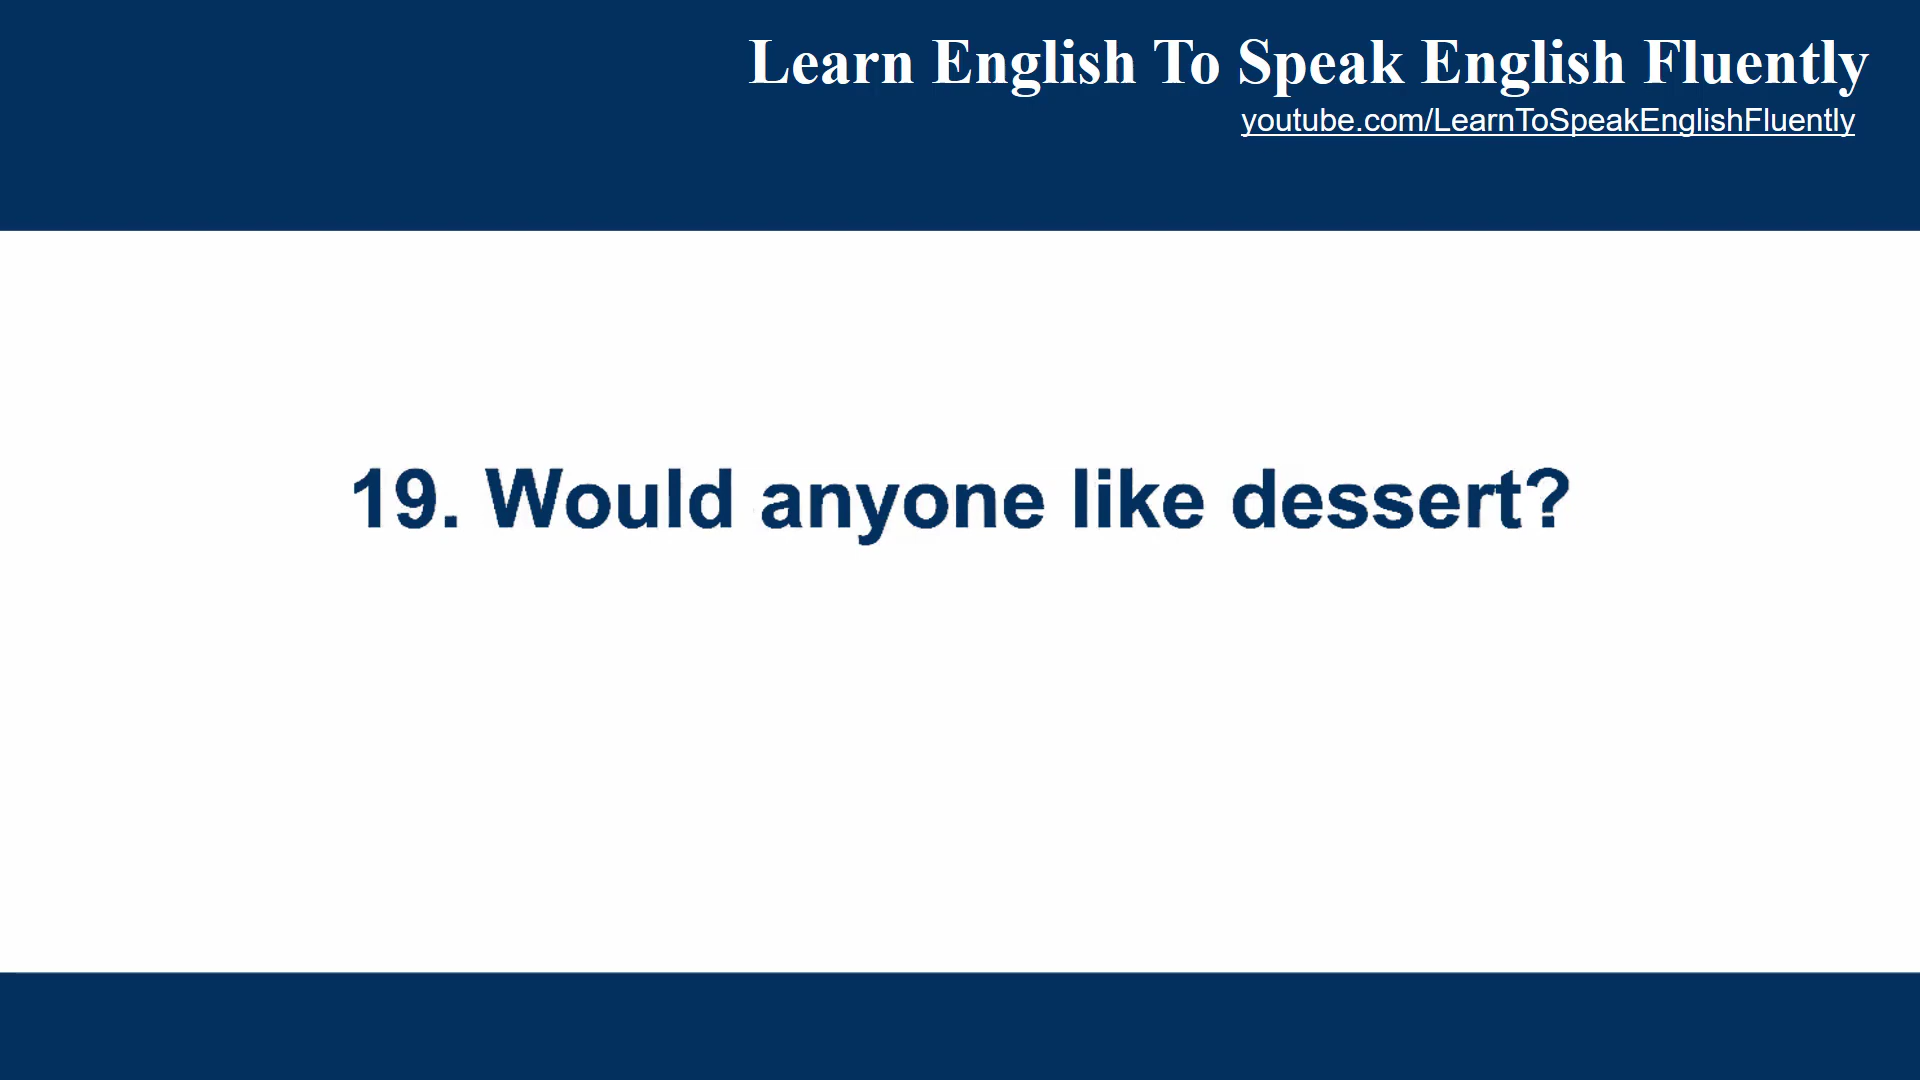 Learn English To Speak English Fluently
youtube.com/LearnToSpeakEnglishFluently
19. Would anyone like dessert?